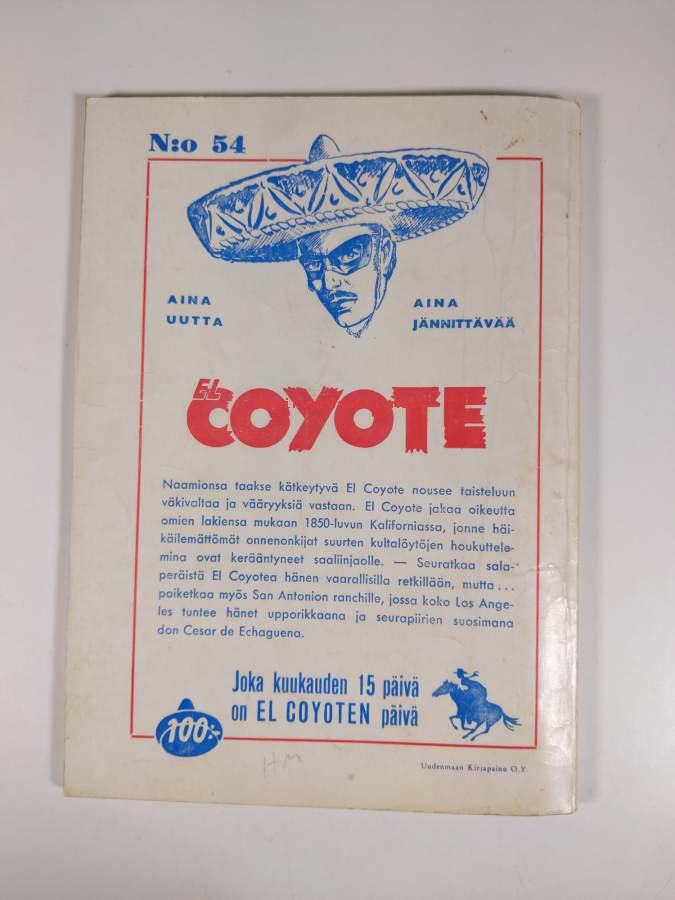 N:o 54
AINA
UUTTA
AINA
JÄNNITTÄVÄÄ
EL
COYOTE
Naamionsa taakse kätkeytyvä El Coyote nousee taisteluun
väkivaltaa ja vääryyksiä vastaan. El Coyote jakaa oikeutta
omien lakiensa mukaan 1850-luvun Kaliforniassa, jonne häi-
käilemättömät onnenonkijat suurten kultalöytöjen houkuttele-
mina ovat kerääntyneet saaliinjaolle. — Seuratkaa sala-
peräistä El Coyotea hänen vaarallisilla retkillään, mutta...
poiketkaa myös San Antonion ranchille, jossa koko Los Ange-
les tuntee hänet upporikkaana ja seurapiirien suosimana
don Cesar de Echaguena.
Joka kuukauden 15 päivä
on EL COYOTEN päivä
100:-
Uudenmaan Kirjapaino O.Y.
HM